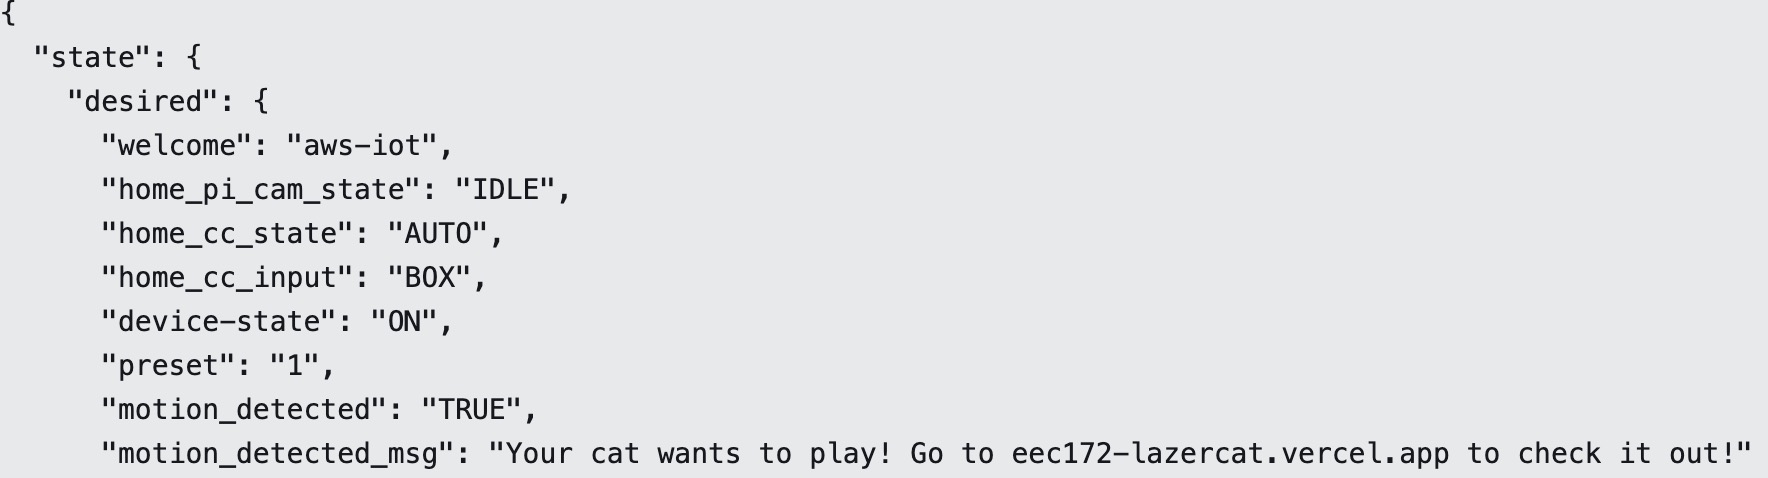 {
  "state": {
    "desired": {
      "welcome": "aws-iot",
      "home_pi_cam_state": "IDLE",
      "home_cc_state": "AUTO",
      "home_cc_input": "BOX",
      "device-state": "ON",
      "preset": "1",
      "motion_detected": "TRUE",
      "motion_detected_msg": "Your cat wants to play! Go to eec172-lazercat.vercel.app to check it out!"